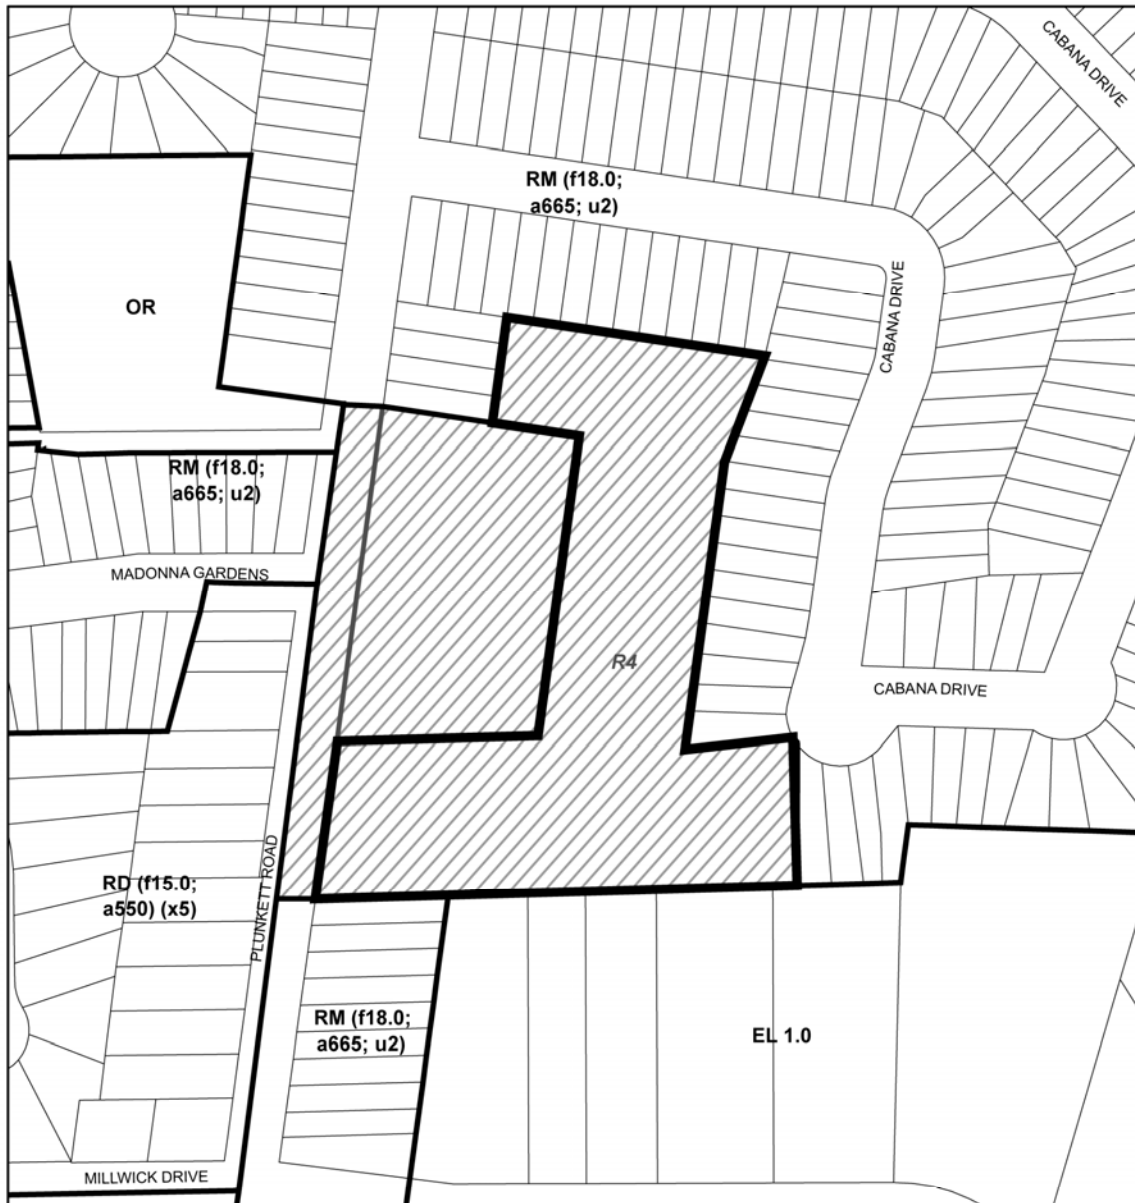 CABANA DRIVE
RM (f18.0;
a665; u2)
OR
CABANA DRIVE
RM (f18.0;
a665; u2)
MADONNA GARDENS
R4
CABANA DRIVE
PLUNKETT ROAD
RD (f15.0;
a550) (x5)
RM (f18.0;
a665; u2)
EL 1.0
MILLWICK DRIVE